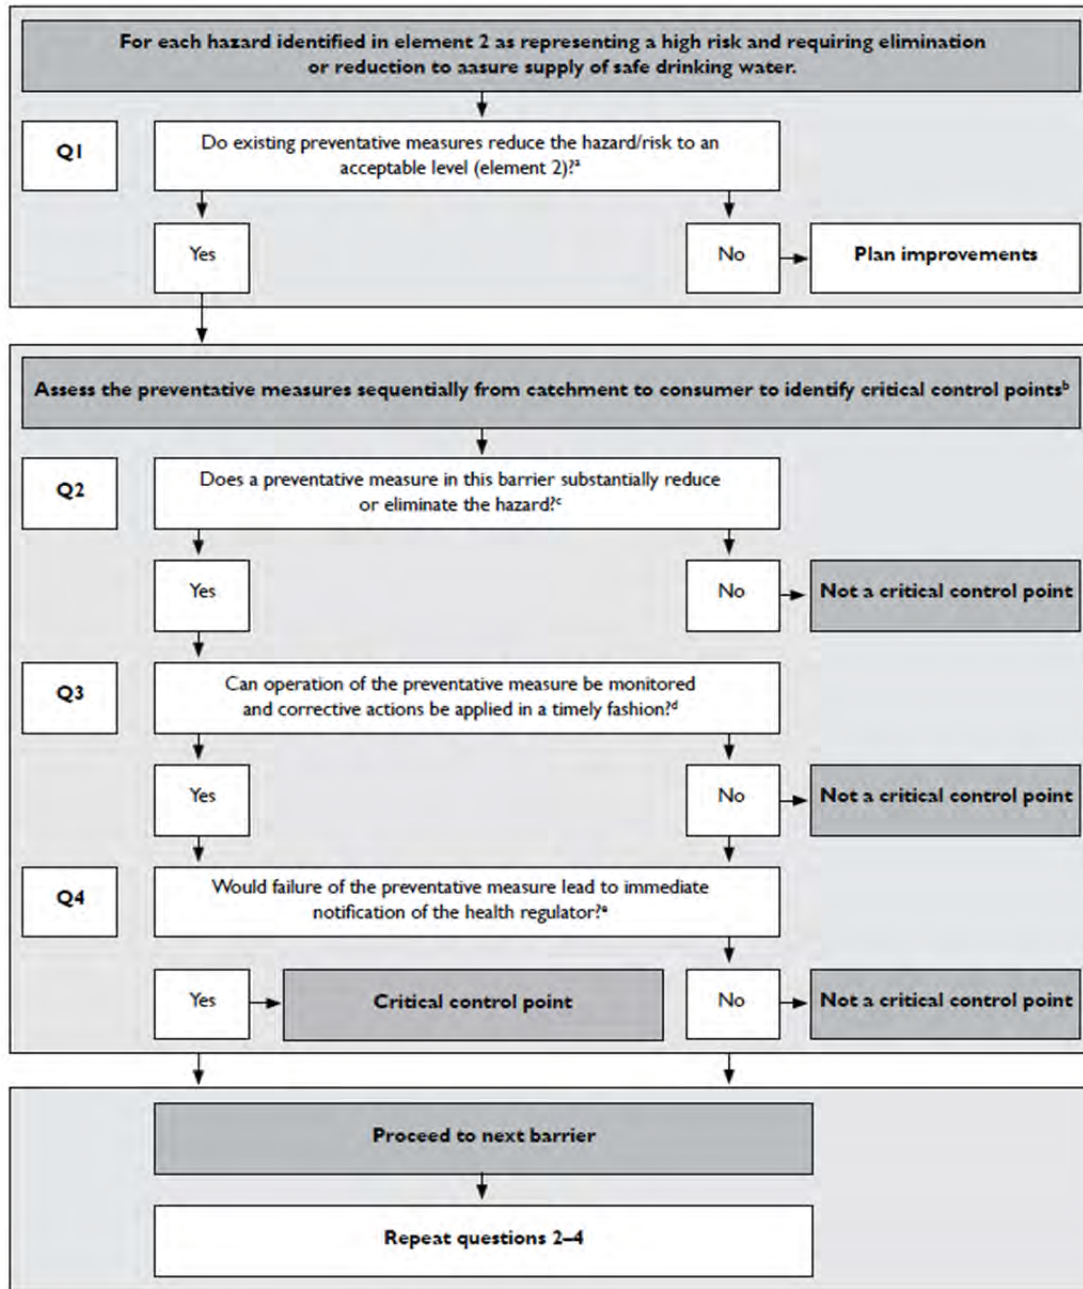 For each hazard identified in element 2 as representing a high risk and requiring elimination
or reduction to aasure supply of safe drinking water.
Q1
Do existing preventative measures reduce the hazard/risk to an
acceptable level (element 2)?ᵃ
Yes
No
Plan improvements
Assess the preventative measures sequentially from catchment to consumer to identify critical control pointsᵇ
Q2
Does a preventative measure in this barrier substantially reduce
or eliminate the hazard?ᶜ
Yes
No
Not a critical control point
Q3
Can operation of the preventative measure be monitored
and corrective actions be applied in a timely fashion?ᵈ
Yes
No
Not a critical control point
Q4
Would failure of the preventative measure lead to immediate
notification of the health regulator?ᵉ
Yes
Critical control point
No
Not a critical control point
Proceed to next barrier
Repeat questions 2–4